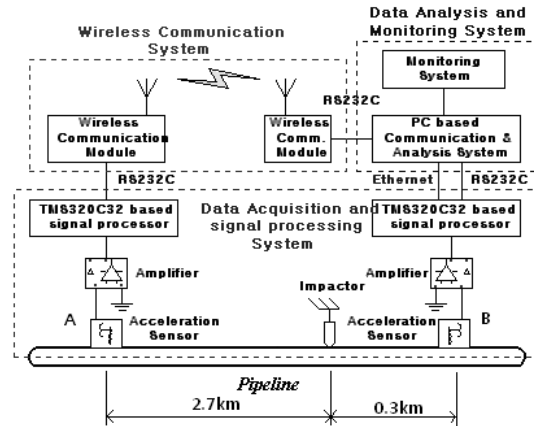 Data Analysis and
Monitoring System
Wireless Communication
System
Monitoring
System
RS232C
Wireless
Communication
Module
Wireless
Comm.
Module
PC based
Communication &
Analysis System
RS232C
Ethernet
RS232C
TMS320C32 based
signal processor
Data Acquisition and
signal processing
System
TMS320C32 based
signal processor
Amplifier
Amplifier
Impactor
A
Acceleration
Sensor
Acceleration
Sensor
B
Pipeline
2.7km
0.3km